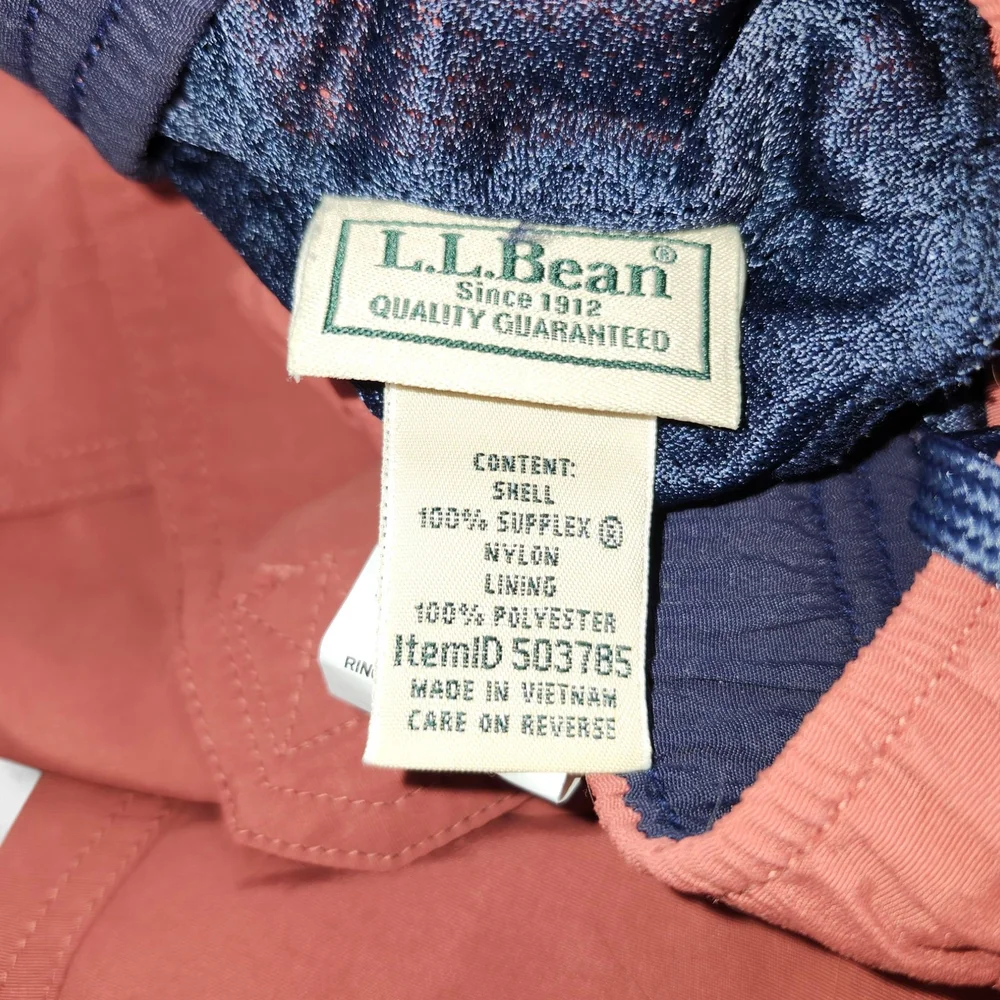 L.L.Bean®
Since 1912
QUALITY GUARANTEED
CONTENT:
SHELL
100% SUPPLEX ®
NYLON
LINING
100% POLYESTER
ItemID 503785
MADE IN VIETNAM
CARE ON REVERSE